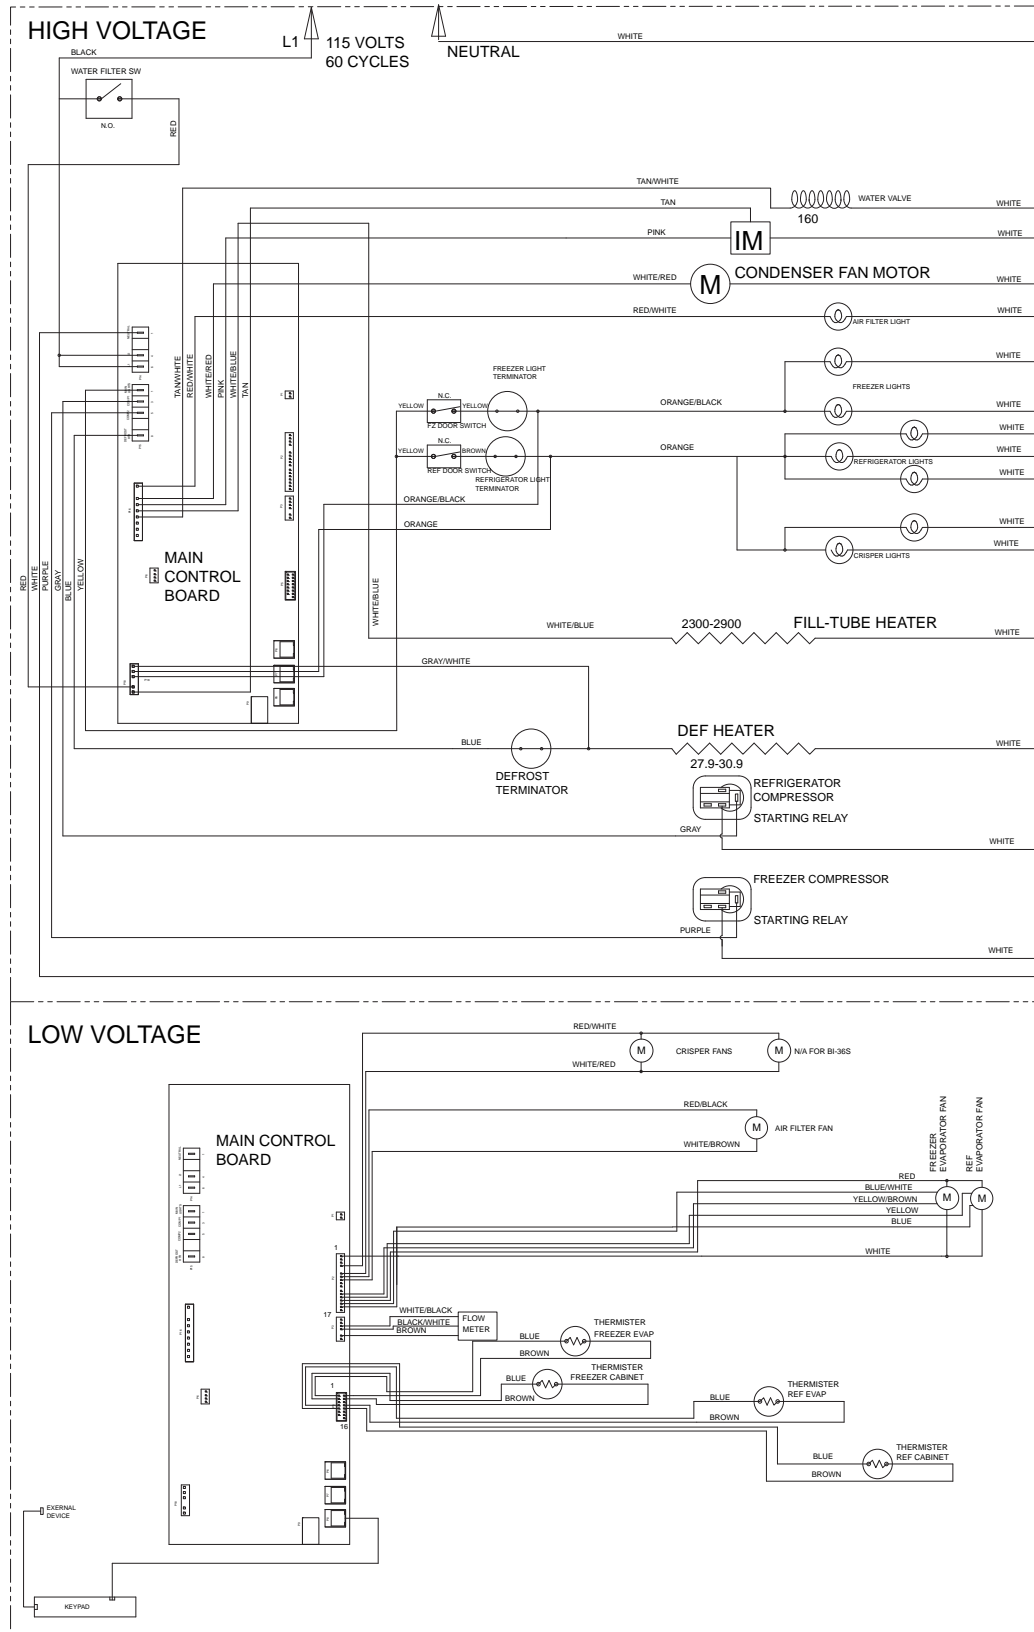 HIGH VOLTAGE
L1
115 VOLTS
60 CYCLES
NEUTRAL
WHITE
BLACK
WATER FILTER SW
N.O.
RED
TAN/WHITE
WATER VALVE
160
WHITE
TAN
PINK
IM
WHITE
WHITE/RED
M
CONDENSER FAN MOTOR
WHITE
RED/WHITE
AIR FILTER LIGHT
WHITE
TAN/WHITE
RED/WHITE
WHITE/RED
PINK
WHITE/BLUE
TAN
WHITE
FREEZER LIGHT
TERMINATOR
FREEZER LIGHTS
N.C.
YELLOW
YELLOW
FZ DOOR SWITCH
ORANGE/BLACK
WHITE
WHITE
N.C.
YELLOW
BROWN
REF DOOR SWITCH
REFRIGERATOR LIGHT
TERMINATOR
ORANGE
REFRIGERATOR LIGHTS
WHITE
WHITE
ORANGE/BLACK
ORANGE
WHITE
CRISPER LIGHTS
WHITE
MAIN
CONTROL
BOARD
RED
WHITE
PURPLE
GRAY
BLUE
YELLOW
WHITE/BLUE
WHITE/BLUE
2300-2900
FILL-TUBE HEATER
WHITE
GRAY/WHITE
BLUE
DEFROST
TERMINATOR
DEF HEATER
27.9-30.9
WHITE
REFRIGERATOR
COMPRESSOR
STARTING RELAY
GRAY
WHITE
FREEZER COMPRESSOR
STARTING RELAY
PURPLE
WHITE
LOW VOLTAGE
RED/WHITE
M
CRISPER FANS
M
N/A FOR BI-36S
WHITE/RED
MAIN CONTROL
BOARD
RED/BLACK
M
AIR FILTER FAN
WHITE/BROWN
FREEZER
EVAPORATOR FAN
REF
EVAPORATOR FAN
RED
BLUE/WHITE
YELLOW/BROWN
YELLOW
BLUE
M
M
WHITE
1
17
WHITE/BLACK
BLACK/WHITE
BROWN
FLOW
METER
BLUE
THERMISTER
FREEZER EVAP
BROWN
BLUE
THERMISTER
FREEZER CABINET
BROWN
1
16
BLUE
THERMISTER
REF EVAP
BROWN
BLUE
THERMISTER
REF CABINET
BROWN
EXERNAL
DEVICE
KEYPAD